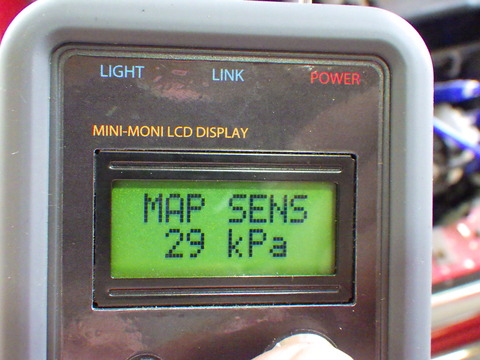 LIGHT LINK POWER
MINI-MONI LCD DISPLAY
MAP SENS
29 kPa